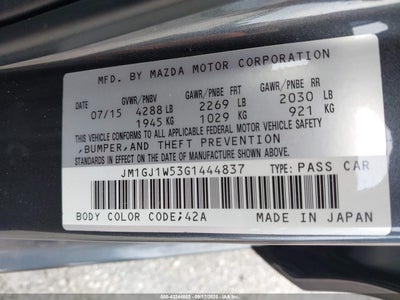 MFD. BY MAZDA MOTOR CORPORATION
GVWR/PNBV GAWR/PNBE FRT GAWR/PNBE RR
07/15 4288 LB 2269 LB 2030 LB
1945 KG 1029 KG 921 KG
THIS VEHICLE CONFORMS TO ALL APPLICABLE FEDERAL MOTOR VEHICLE SAFETY,
,BUMPER,AND THEFT PREVENTION
STANDARDS IN EFFECT ON THE DATE OF MANUFACTURE SHOWN ABOVE.
JM1GJ1W53G1444837 TYPE: PASS CAR
BODY COLOR CODE;42A MADE IN JAPAN